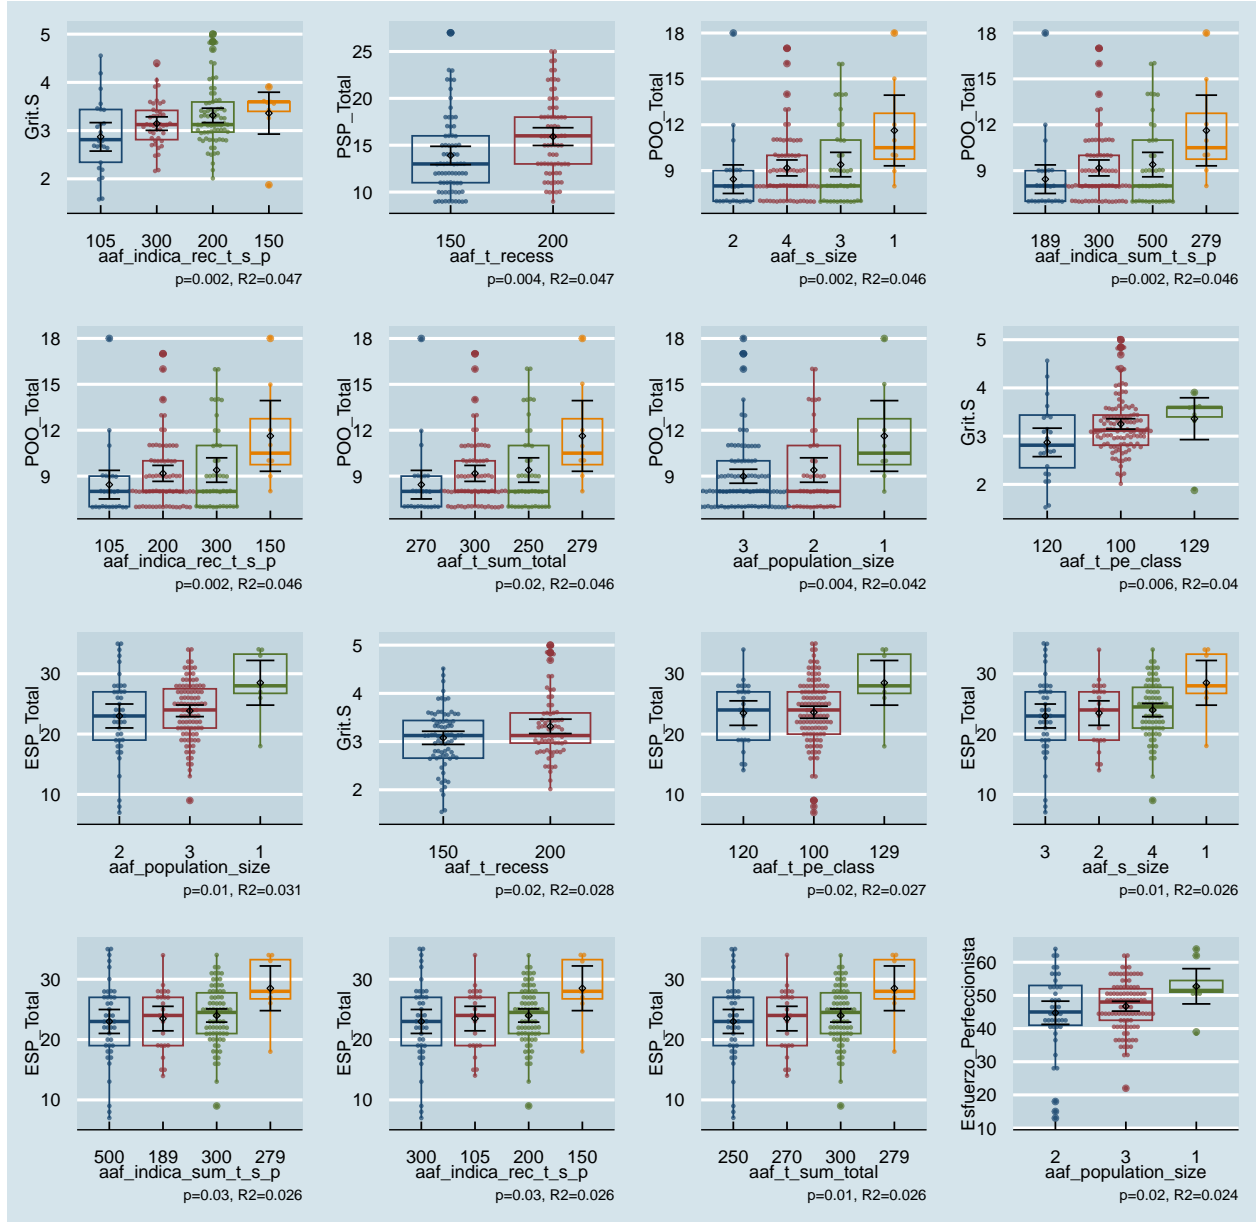 5
4
3
2
Grit.S
105 300 200 150
aaf_indica_rec_t_s_p
p=0.002, R2=0.047
25
20
15
10
PSP_Total
150 200
aaf_t_recess
p=0.004, R2=0.047
18
15
12
9
POO_Total
2 4 3 1
aaf_s_size
p=0.002, R2=0.046
18
15
12
9
POO_Total
189 300 500 279
aaf_indica_sum_t_s_p
p=0.002, R2=0.046
18
15
12
9
POO_Total
105 200 300 150
aaf_indica_rec_t_s_p
p=0.002, R2=0.046
18
15
12
9
POO_Total
270 300 250 279
aaf_t_sum_total
p=0.02, R2=0.046
18
15
12
9
POO_Total
3 2 1
aaf_population_size
p=0.004, R2=0.042
5
4
3
2
Grit.S
120 100 129
aaf_t_pe_class
p=0.006, R2=0.04
30
20
10
ESP_Total
2 3 1
aaf_population_size
p=0.01, R2=0.031
5
4
3
2
Grit.S
150 200
aaf_t_recess
p=0.02, R2=0.028
30
20
10
ESP_Total
120 100 129
aaf_t_pe_class
p=0.02, R2=0.027
30
20
10
ESP_Total
3 2 4 1
aaf_s_size
p=0.01, R2=0.026
30
20
10
ESP_Total
500 189 300 279
aaf_indica_sum_t_s_p
p=0.03, R2=0.026
30
20
10
ESP_Total
300 105 200 150
aaf_indica_rec_t_s_p
p=0.03, R2=0.026
30
20
10
ESP_Total
250 270 300 279
aaf_t_sum_total
p=0.01, R2=0.026
60
50
40
30
20
10
Esfuerzo_Perfeccionista
2 3 1
aaf_population_size
p=0.02, R2=0.024